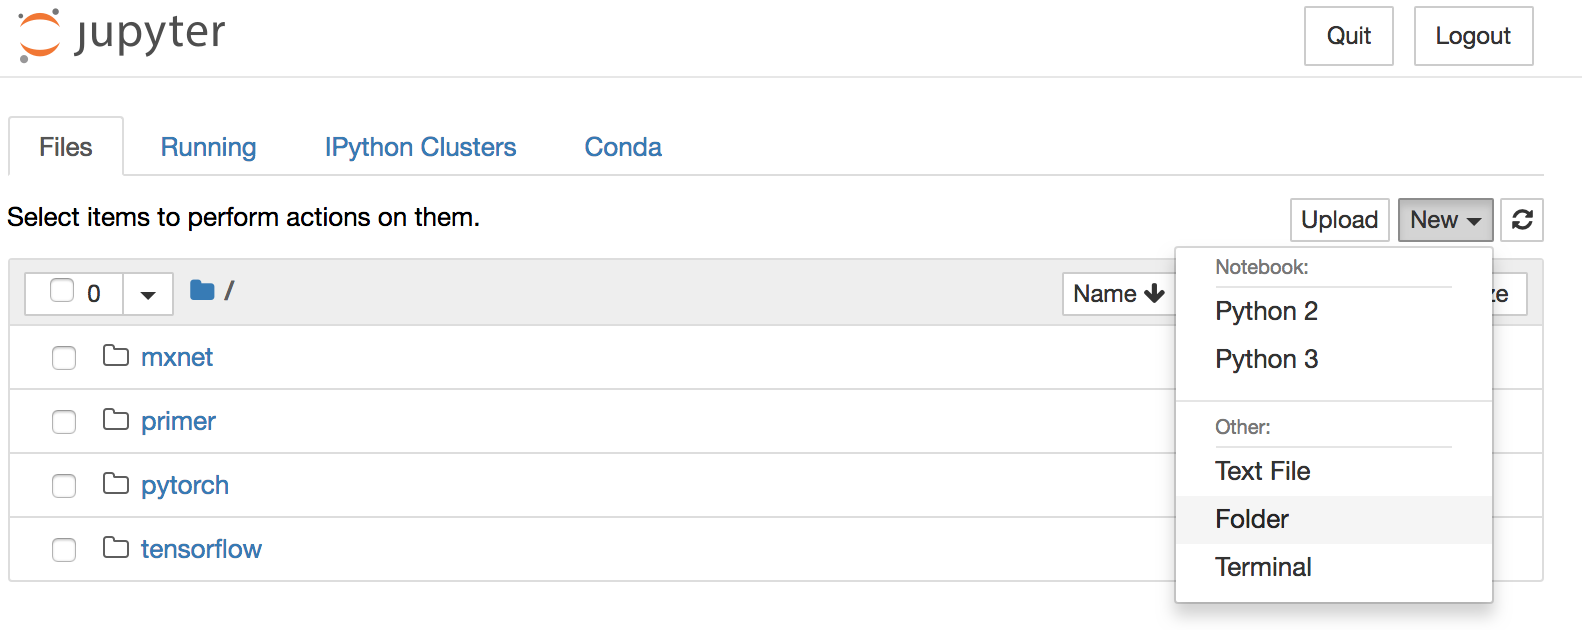 jupyter
Quit
Logout
Files
Running
IPython Clusters
Conda
Select items to perform actions on them.
Upload
New
0
/
Name
ze
Notebook:
Python 2
Python 3
Other:
Text File
Folder
Terminal
mxnet
primer
pytorch
tensorflow